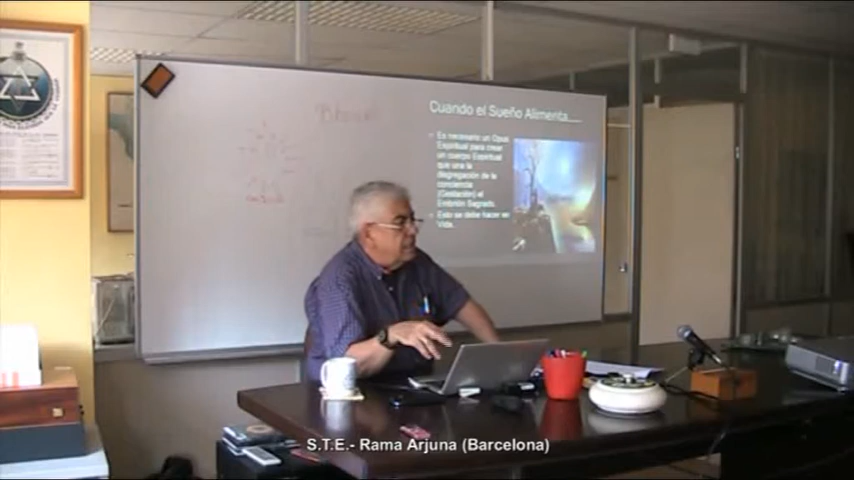 Cuando el Sueño Alimenta.....
Es necesario un Opus
Espiritual para crear
un cuerpo Espiritual
que una la
disgregación de la
conciencia
(Gestación) el
Embrión Sagrado.
Esto se debe hacer en
Vida.
S.T.E.- Rama Arjuna (Barcelona)